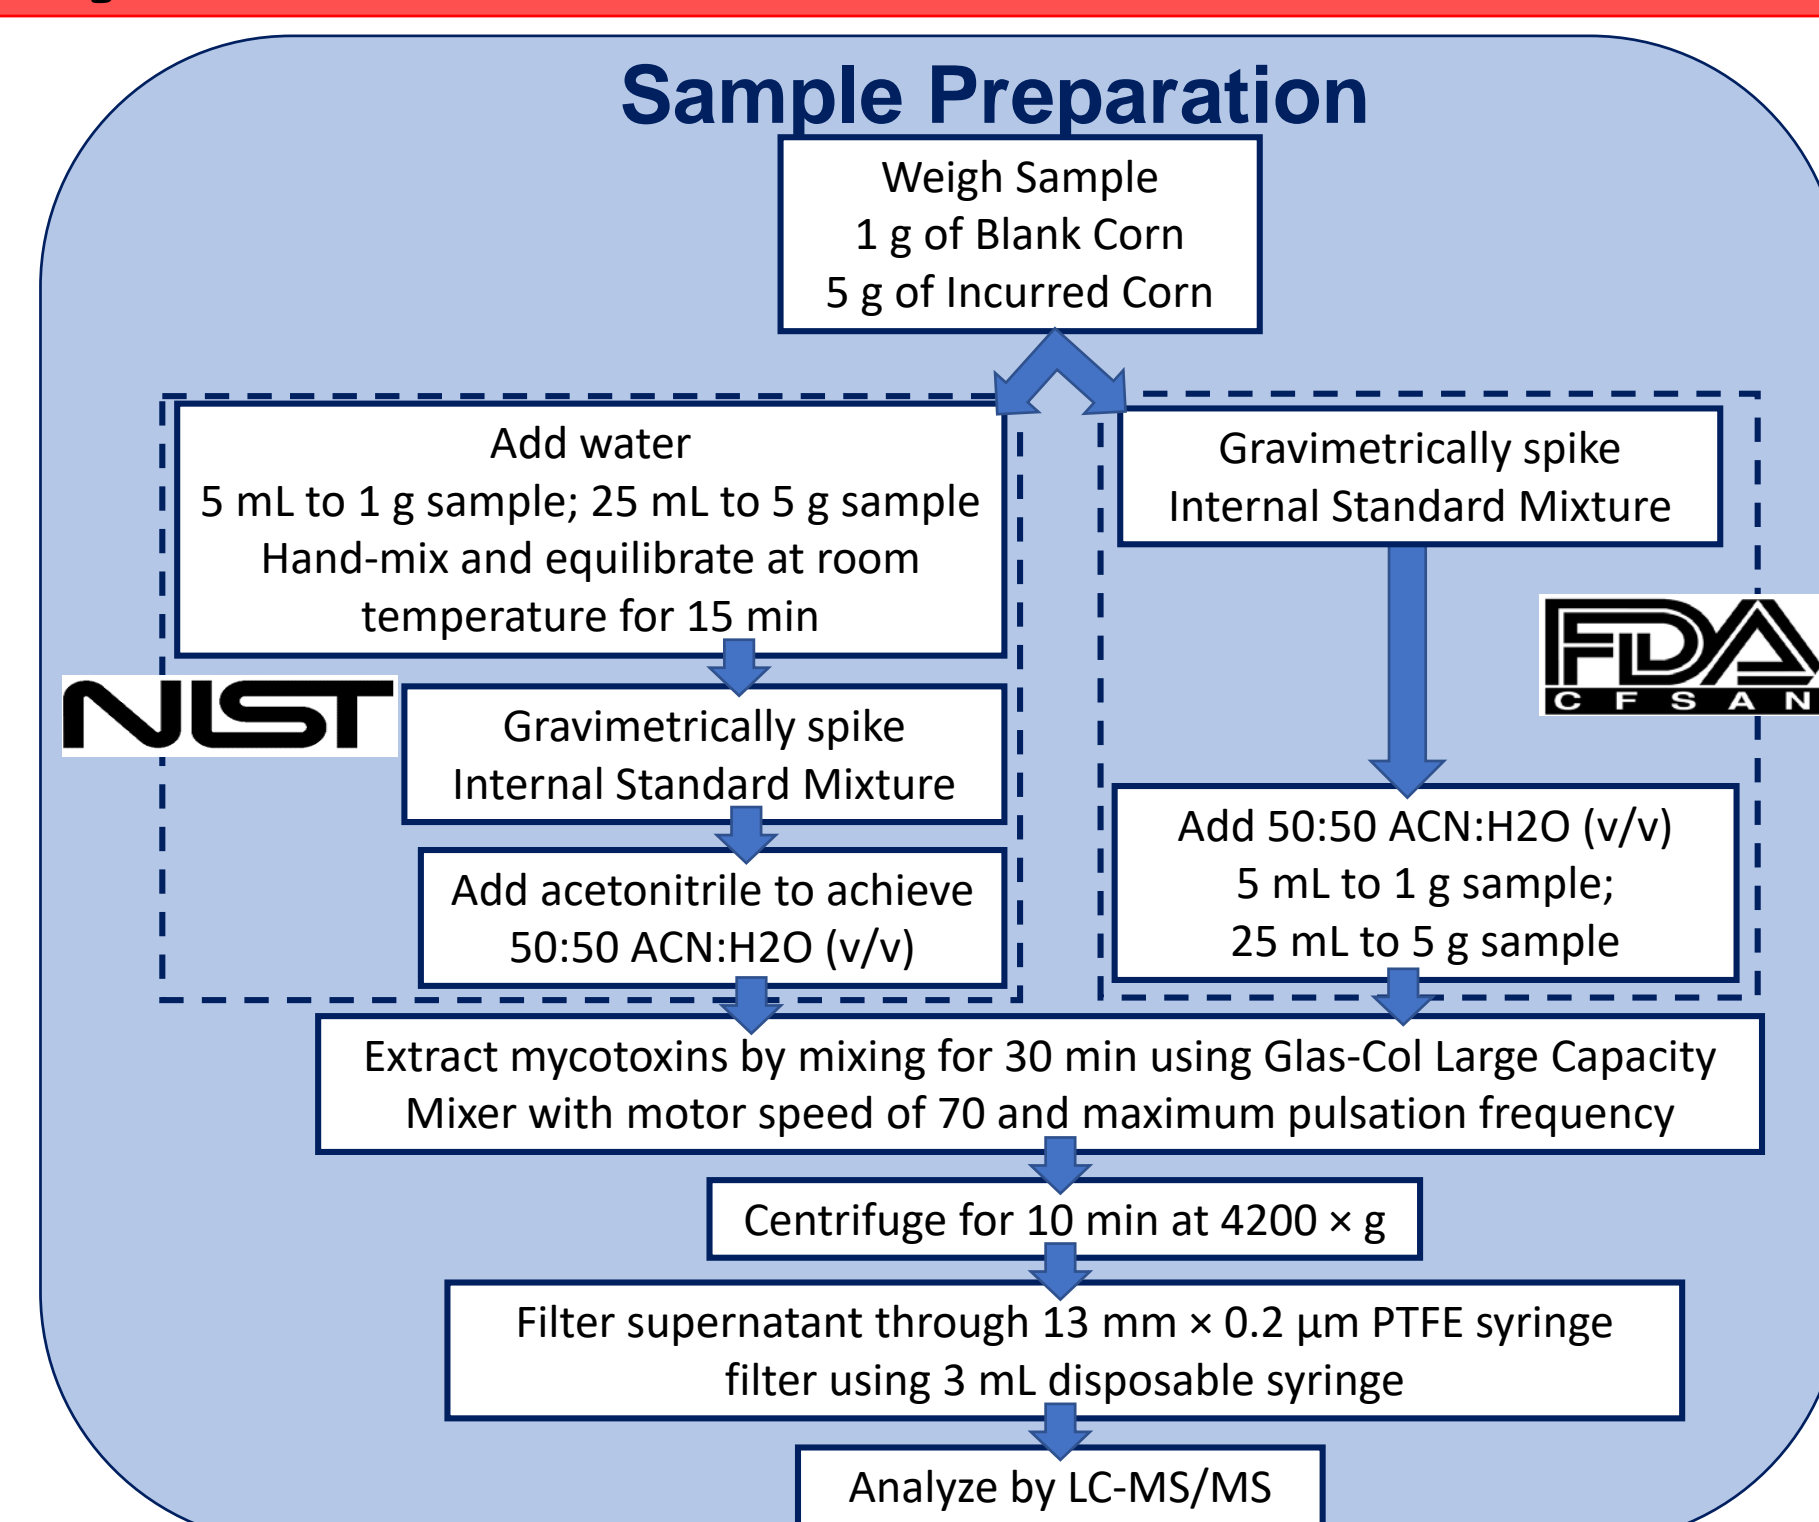 Sample Preparation
Weigh Sample
1 g of Blank Corn
5 g of Incurred Corn
Add water
5 mL to 1 g sample; 25 mL to 5 g sample
Hand-mix and equilibrate at room
temperature for 15 min
Gravimetrically spike
Internal Standard Mixture
NIST
Gravimetrically spike
Internal Standard Mixture
FDA
CFSAN
Add acetonitrile to achieve
50:50 ACN:H2O (v/v)
Add 50:50 ACN:H2O (v/v)
5 mL to 1 g sample;
25 mL to 5 g sample
Extract mycotoxins by mixing for 30 min using Glas-Col Large Capacity
Mixer with motor speed of 70 and maximum pulsation frequency
Centrifuge for 10 min at 4200 × g
Filter supernatant through 13 mm × 0.2 μm PTFE syringe
filter using 3 mL disposable syringe
Analyze by LC-MS/MS